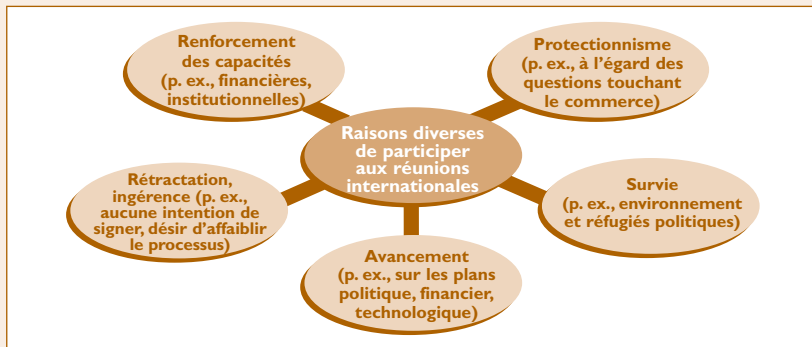 Renforcement
des capacités
(p. ex., financières,
institutionnelles)
Protectionnisme
(p. ex., à l'égard des
questions touchant
le commerce)
Raisons diverses
de participer
aux réunions
internationales
Rétractation,
ingérence (p. ex.,
aucune intention de
signer, désir d'affaiblir
le processus)
Survie
(p. ex., environnement
et réfugiés politiques)
Avancement
(p. ex., sur les plans
politique, financier,
technologique)